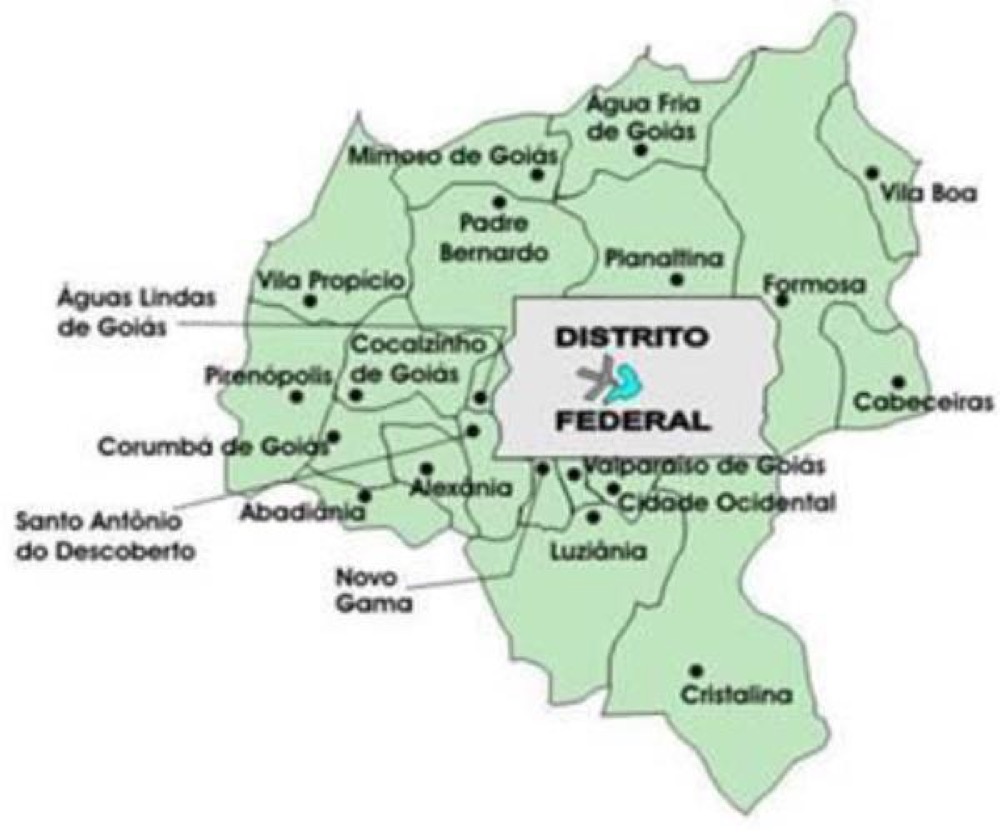 Água Fria
de Goiás
Mimoso de Goiás
Vila Boa
Padre
Bernardo
Planaltina
Vila Propício
Formosa
Águas Lindas
de Goiás
DISTRITO
FEDERAL
Cocalzinho
de Goiás
Pirenópolis
Cabeceiras
Corumbá de Goiás
Valparaíso de Goiás
Alexânia
Cidade Ocidental
Abadiânia
Santo Antônio
do Descoberto
Luziânia
Novo
Gama
Cristalina